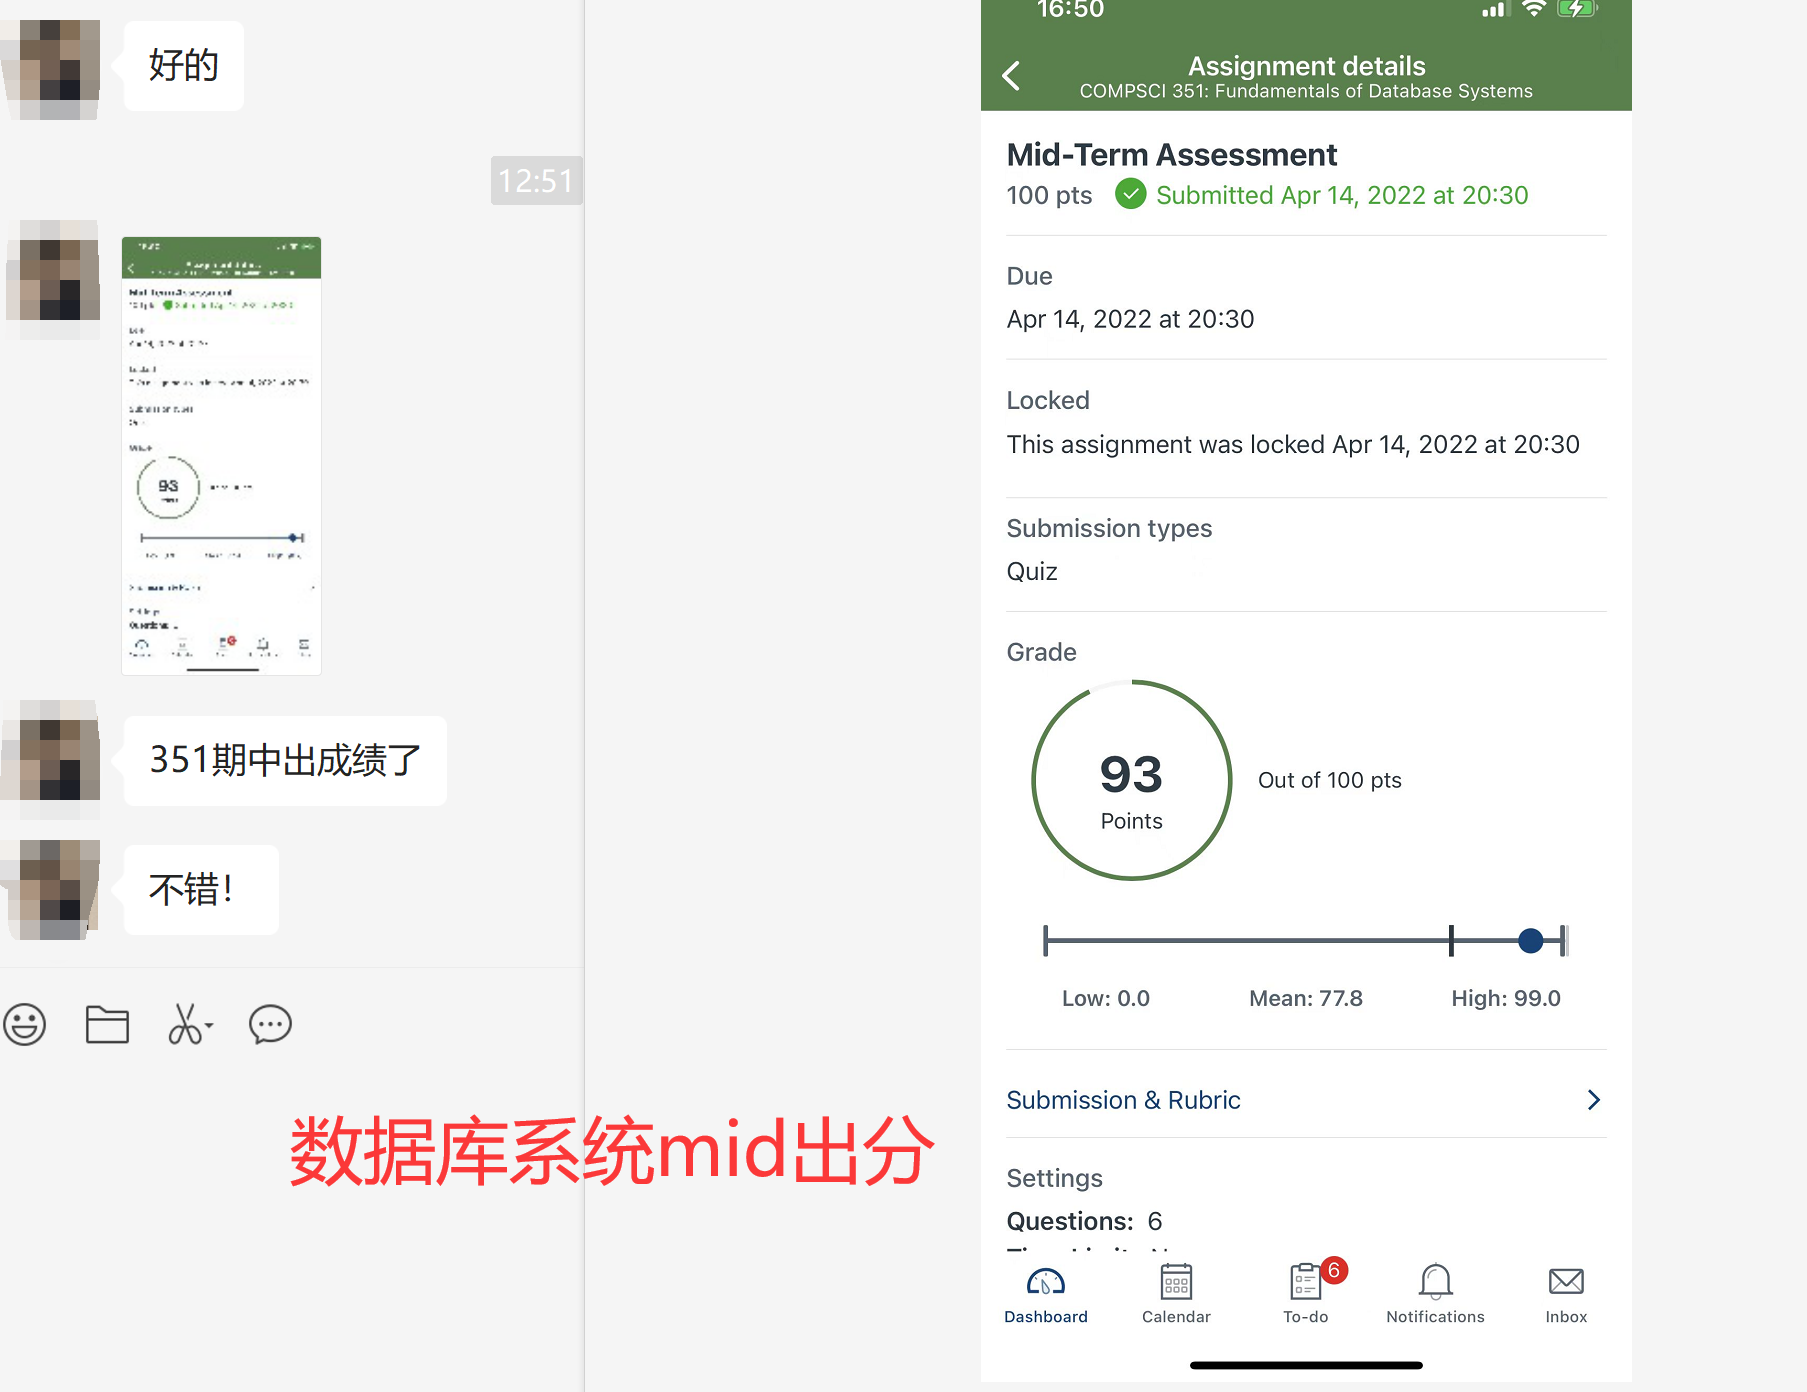 好的
12:51
93
351期中出成绩了
不错！
数据库系统mid出分
16:50
Assignment details
COMPSCI 351: Fundamentals of Database Systems
Mid-Term Assessment
100 pts Submitted Apr 14, 2022 at 20:30
Due
Apr 14, 2022 at 20:30
Locked
This assignment was locked Apr 14, 2022 at 20:30
Submission types
Quiz
Grade
93
Points
Out of 100 pts
Low: 0.0 Mean: 77.8 High: 99.0
Submission & Rubric
Settings
Questions: 6
6
Dashboard Calendar To-do Notifications Inbox